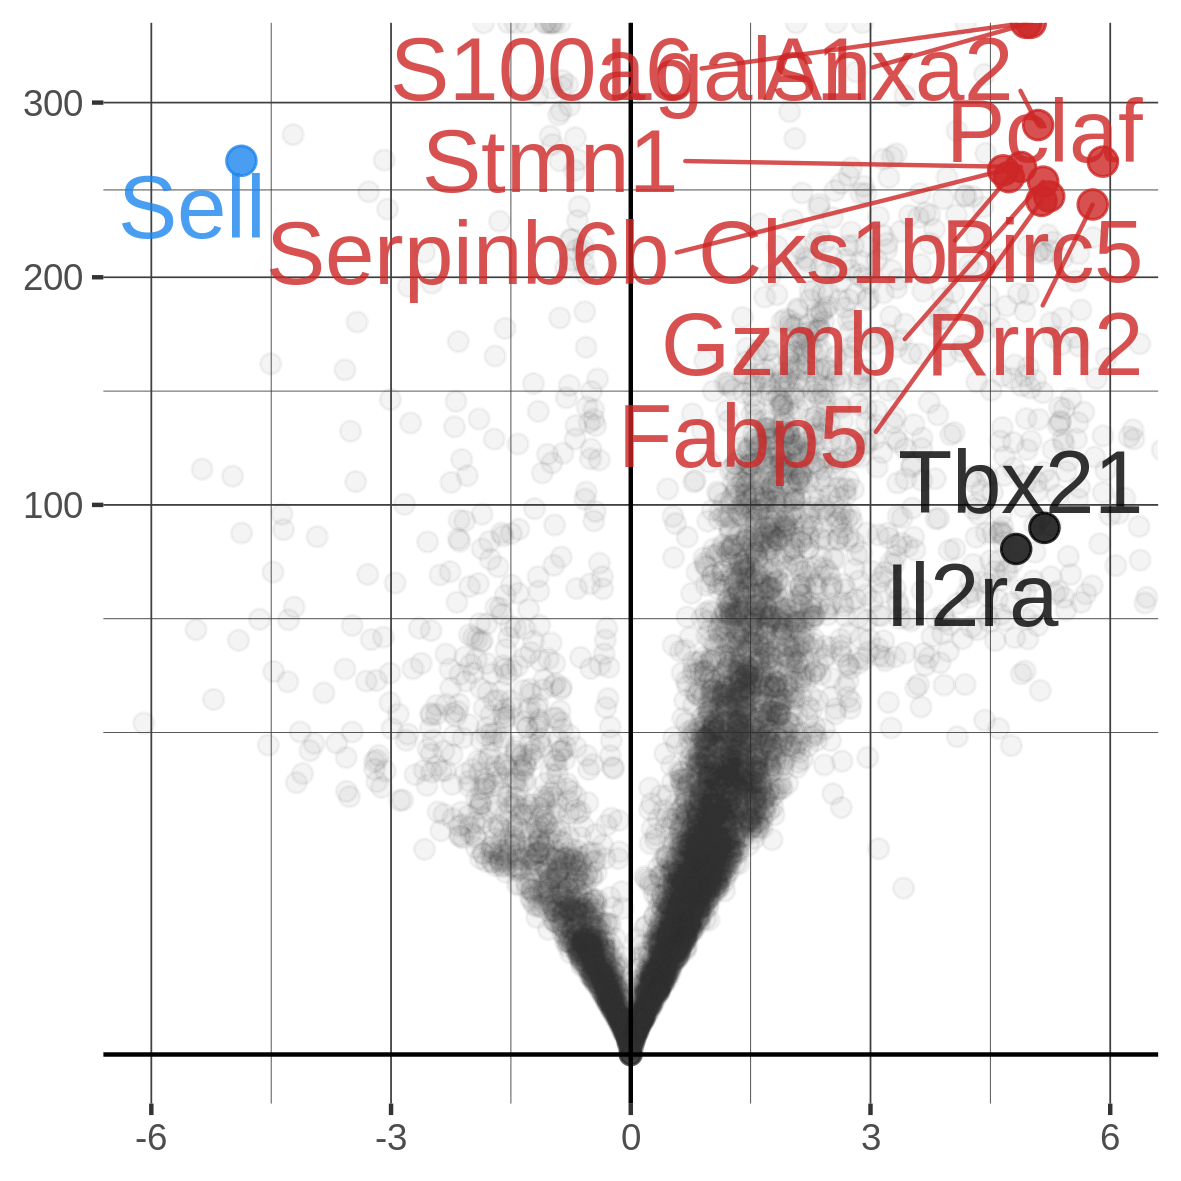 S100a6 Lgals1 Anxa2
300
Pclaf
Stmn1
Sell
Serpinb6b Cks1b Birc5
200
Gzmb Rrm2
Fabp5
Tbx21
100
Il2ra
-6 -3 0 3 6